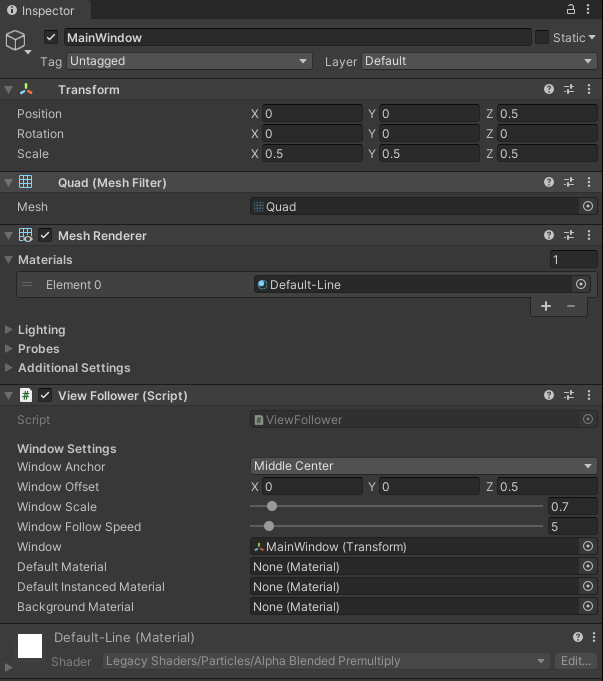 Inspector
MainWindow Static
Tag Untagged Layer Default
Transform
Position X 0 Y 0 Z 0.5
Rotation X 0 Y 0 Z 0
Scale X 0.5 Y 0.5 Z 0.5
Quad (Mesh Filter)
Mesh Quad
Mesh Renderer
Materials 1
Element 0 Default-Line
+ −
Lighting
Probes
Additional Settings
# View Follower (Script)
Script # ViewFollower
Window Settings
Window Anchor Middle Center
Window Offset X 0 Y 0 Z 0.5
Window Scale 0.7
Window Follow Speed 5
Window MainWindow (Transform)
Default Material None (Material)
Default Instanced Material None (Material)
Background Material None (Material)
Default-Line (Material)
Shader Legacy Shaders/Particles/Alpha Blended Premultiply Edit...